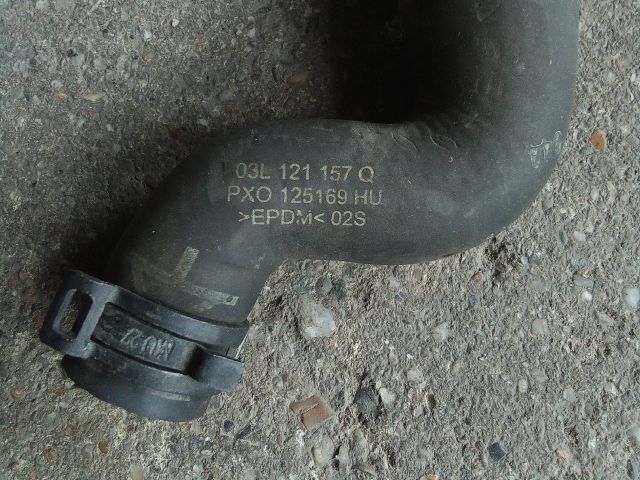 03L 121 157 Q
PXO 125169 HU
>EPDM< 02S